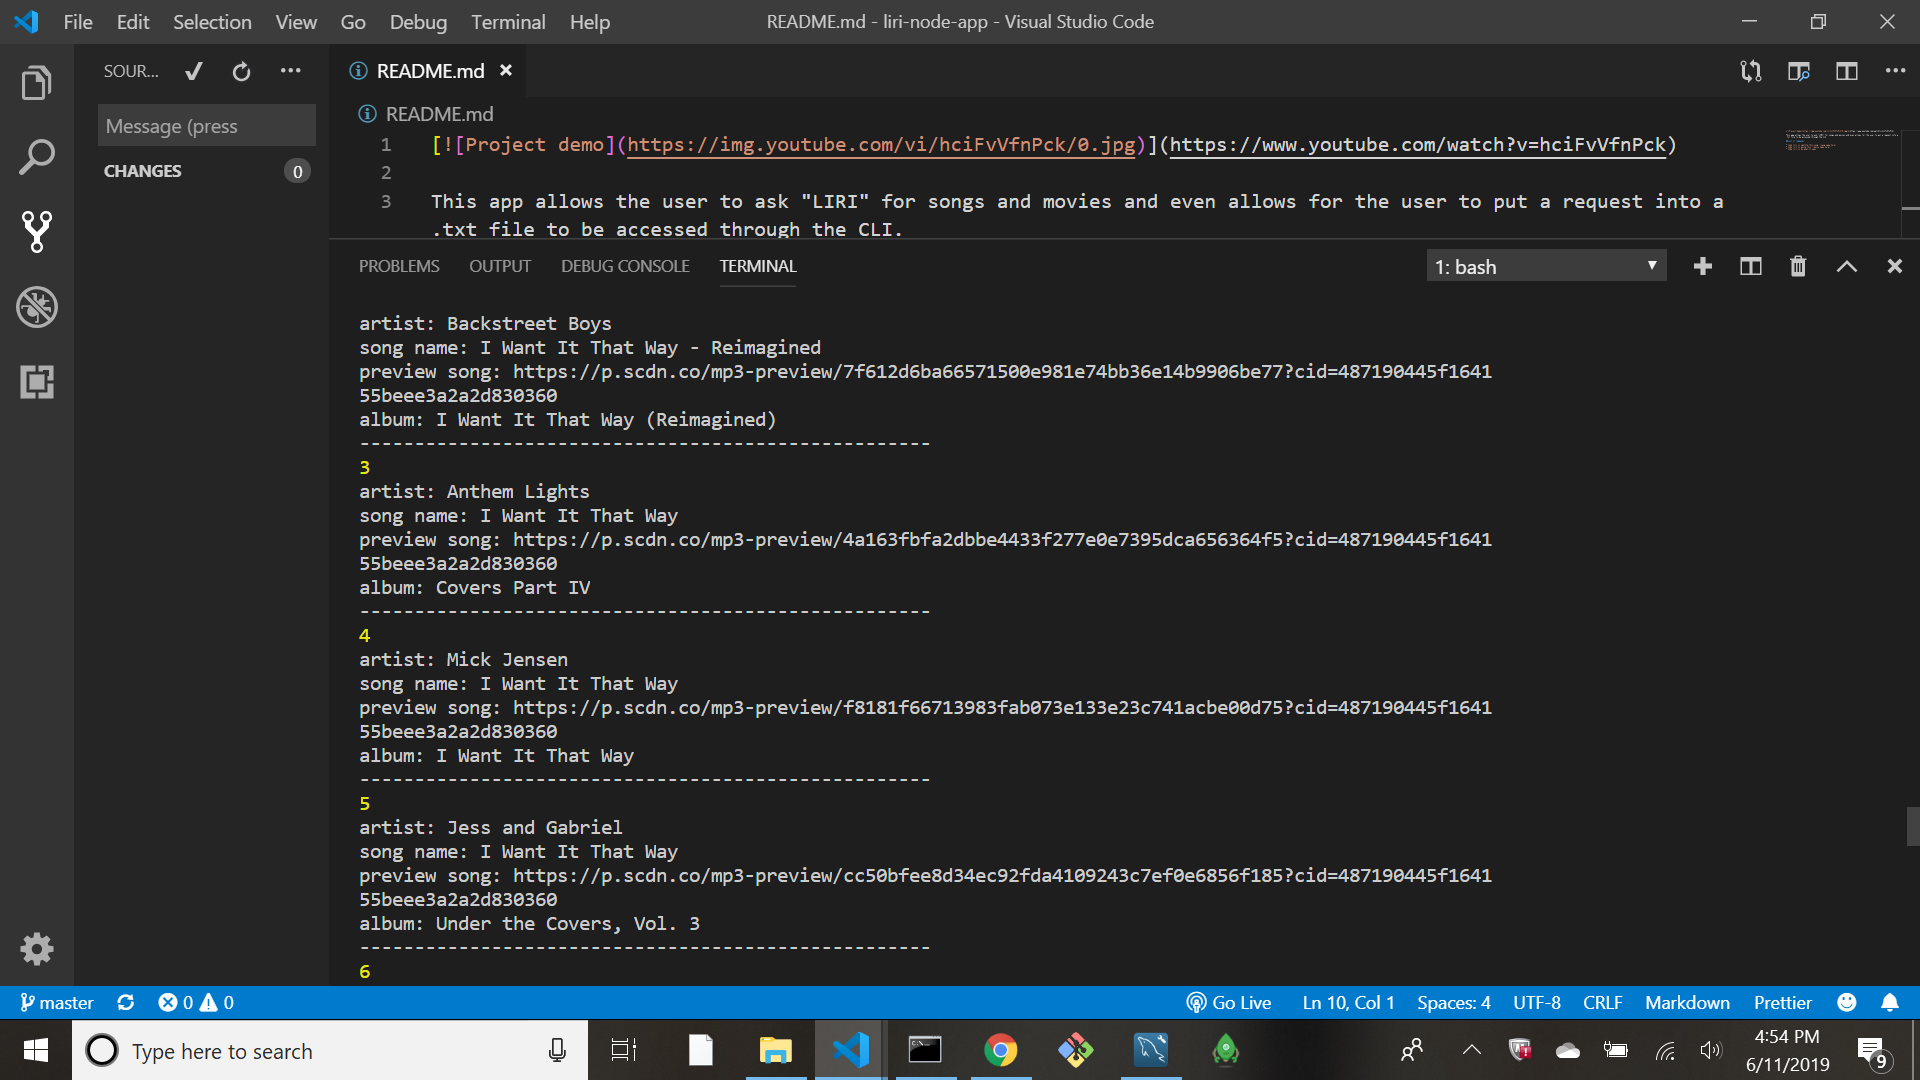 File Edit Selection View Go Debug Terminal Help README.md - liri-node-app - Visual Studio Code
SOUR... README.md
Message (press
CHANGES 0
README.md
1 [![Project demo](https://img.youtube.com/vi/hciFvVfnPck/0.jpg)](https://www.youtube.com/watch?v=hciFvVfnPck)
2
3 This app allows the user to ask "LIRI" for songs and movies and even allows for the user to put a request into a
.txt file to be accessed through the CLI.
PROBLEMS OUTPUT DEBUG CONSOLE TERMINAL 1: bash
artist: Backstreet Boys
song name: I Want It That Way - Reimagined
preview song: https://p.scdn.co/mp3-preview/7f612d6ba66571500e981e74bb36e14b9906be77?cid=487190445f1641
55beee3a2a2d830360
album: I Want It That Way (Reimagined)
----------------------------------------------------
3
artist: Anthem Lights
song name: I Want It That Way
preview song: https://p.scdn.co/mp3-preview/4a163fbfa2dbbe4433f277e0e7395dca656364f5?cid=487190445f1641
55beee3a2a2d830360
album: Covers Part IV
----------------------------------------------------
4
artist: Mick Jensen
song name: I Want It That Way
preview song: https://p.scdn.co/mp3-preview/f8181f66713983fab073e133e23c741acbe00d75?cid=487190445f1641
55beee3a2a2d830360
album: I Want It That Way
----------------------------------------------------
5
artist: Jess and Gabriel
song name: I Want It That Way
preview song: https://p.scdn.co/mp3-preview/cc50bfee8d34ec92fda4109243c7ef0e6856f185?cid=487190445f1641
55beee3a2a2d830360
album: Under the Covers, Vol. 3
----------------------------------------------------
6
master 0 0 Go Live Ln 10, Col 1 Spaces: 4 UTF-8 CRLF Markdown Prettier
Type here to search
4:54 PM
6/11/2019
9